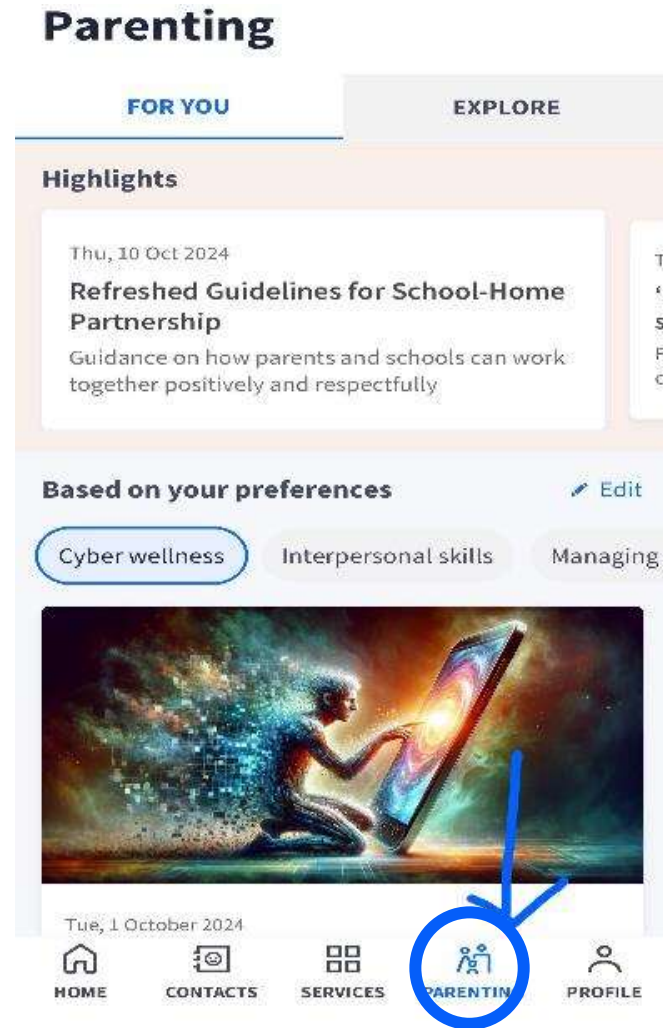 Parenting
FOR YOU
EXPLORE
Highlights
Thu, 10 Oct 2024
Refreshed Guidelines for School-Home
Partnership
Guidance on how parents and schools can work
together positively and respectfully
Based on your preferences
Edit
Cyber wellness
Interpersonal skills
Managing
Tue, 1 October 2024
HOME
CONTACTS
SERVICES
PARENTIN
PROFILE